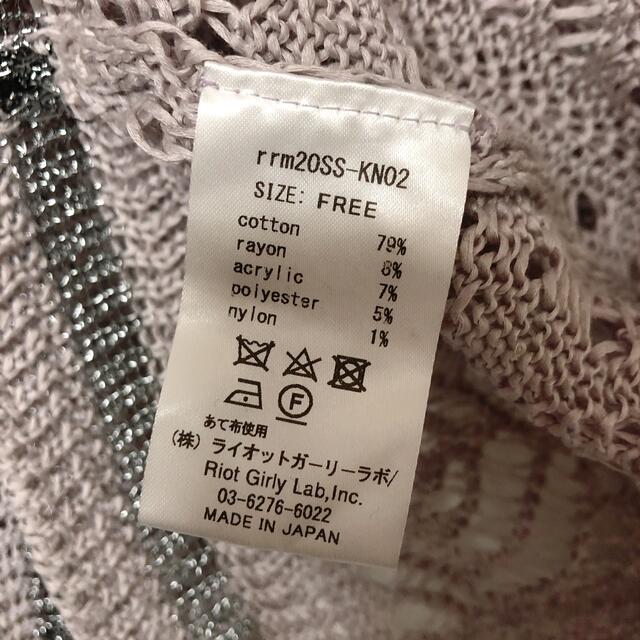 rrm20SS-KN02
SIZE: FREE
cotton 79%
rayon 8%
acrylic 7%
polyester 5%
nylon 1%
F
あて布使用
(株) ライオットガーリーラボ/
Riot Girly Lab,Inc.
03-6276-6022
MADE IN JAPAN